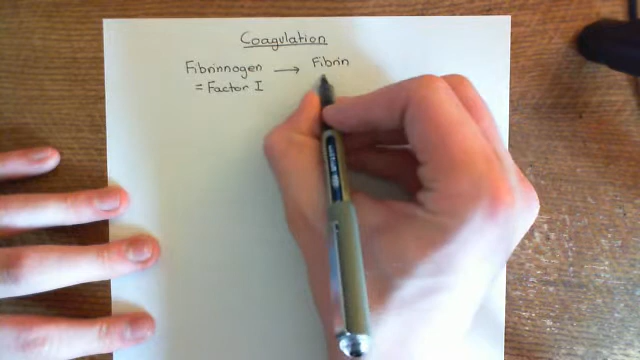 Coagulation
Fibrinnogen → Fibrin
= Factor I